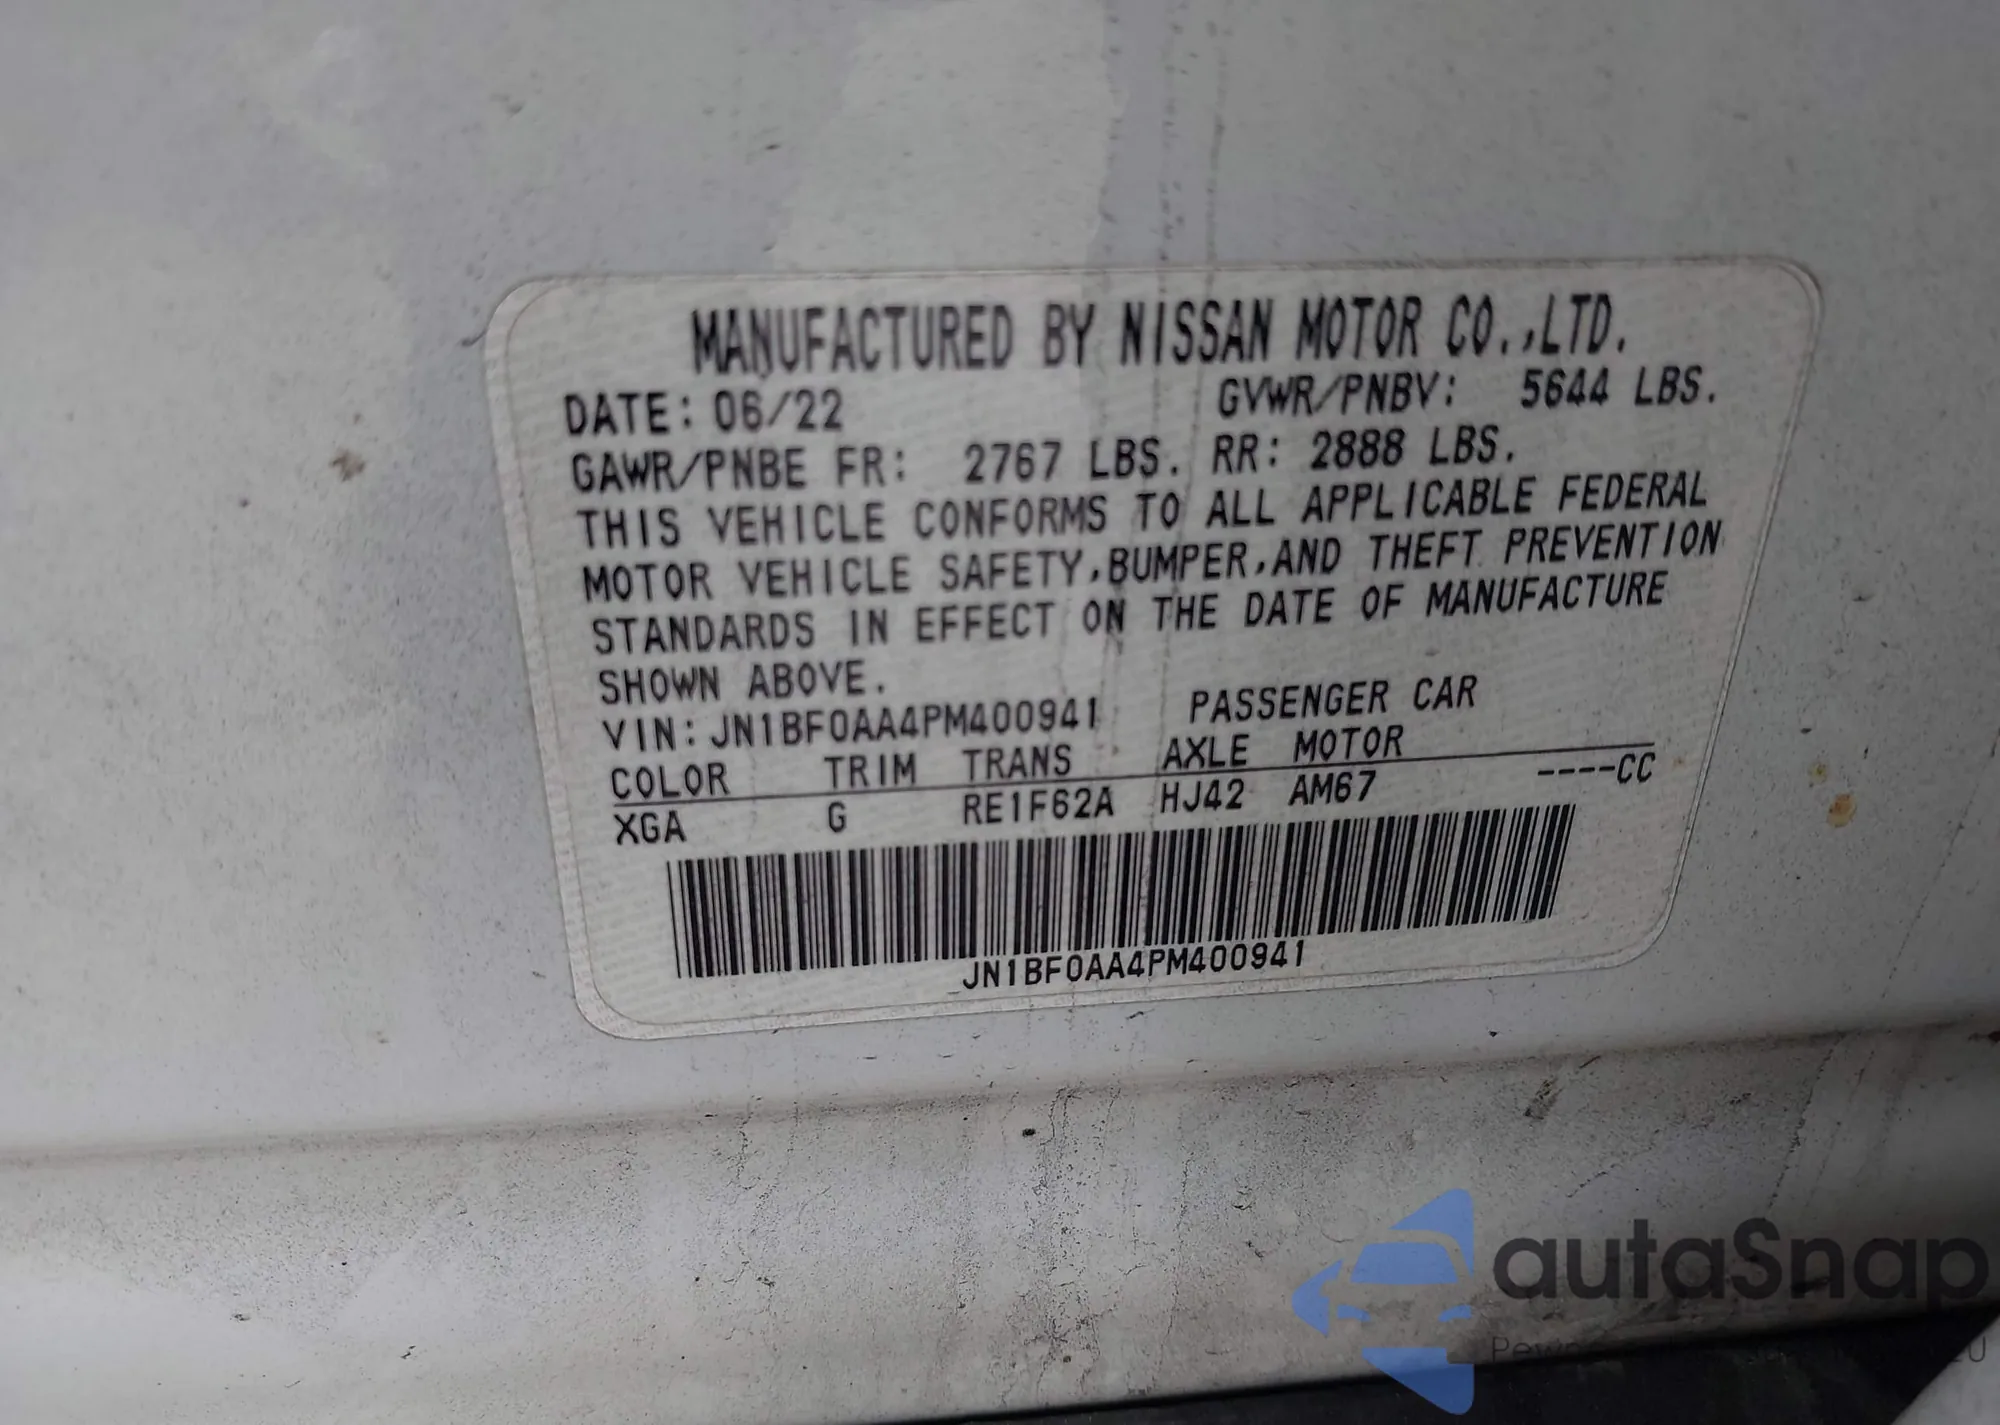 MANUFACTURED BY NISSAN MOTOR CO.,LTD.
DATE: 06/22 GVWR/PNBV: 5644 LBS.
GAWR/PNBE FR: 2767 LBS. RR: 2888 LBS.
THIS VEHICLE CONFORMS TO ALL APPLICABLE FEDERAL
MOTOR VEHICLE SAFETY,BUMPER,AND THEFT PREVENTION
STANDARDS IN EFFECT ON THE DATE OF MANUFACTURE
SHOWN ABOVE.
VIN: JN1BF0AA4PM400941 PASSENGER CAR
COLOR TRIM TRANS AXLE MOTOR
XGA G RE1F62A HJ42 AM67 ----CC
JN1BF0AA4PM400941
autaSnap